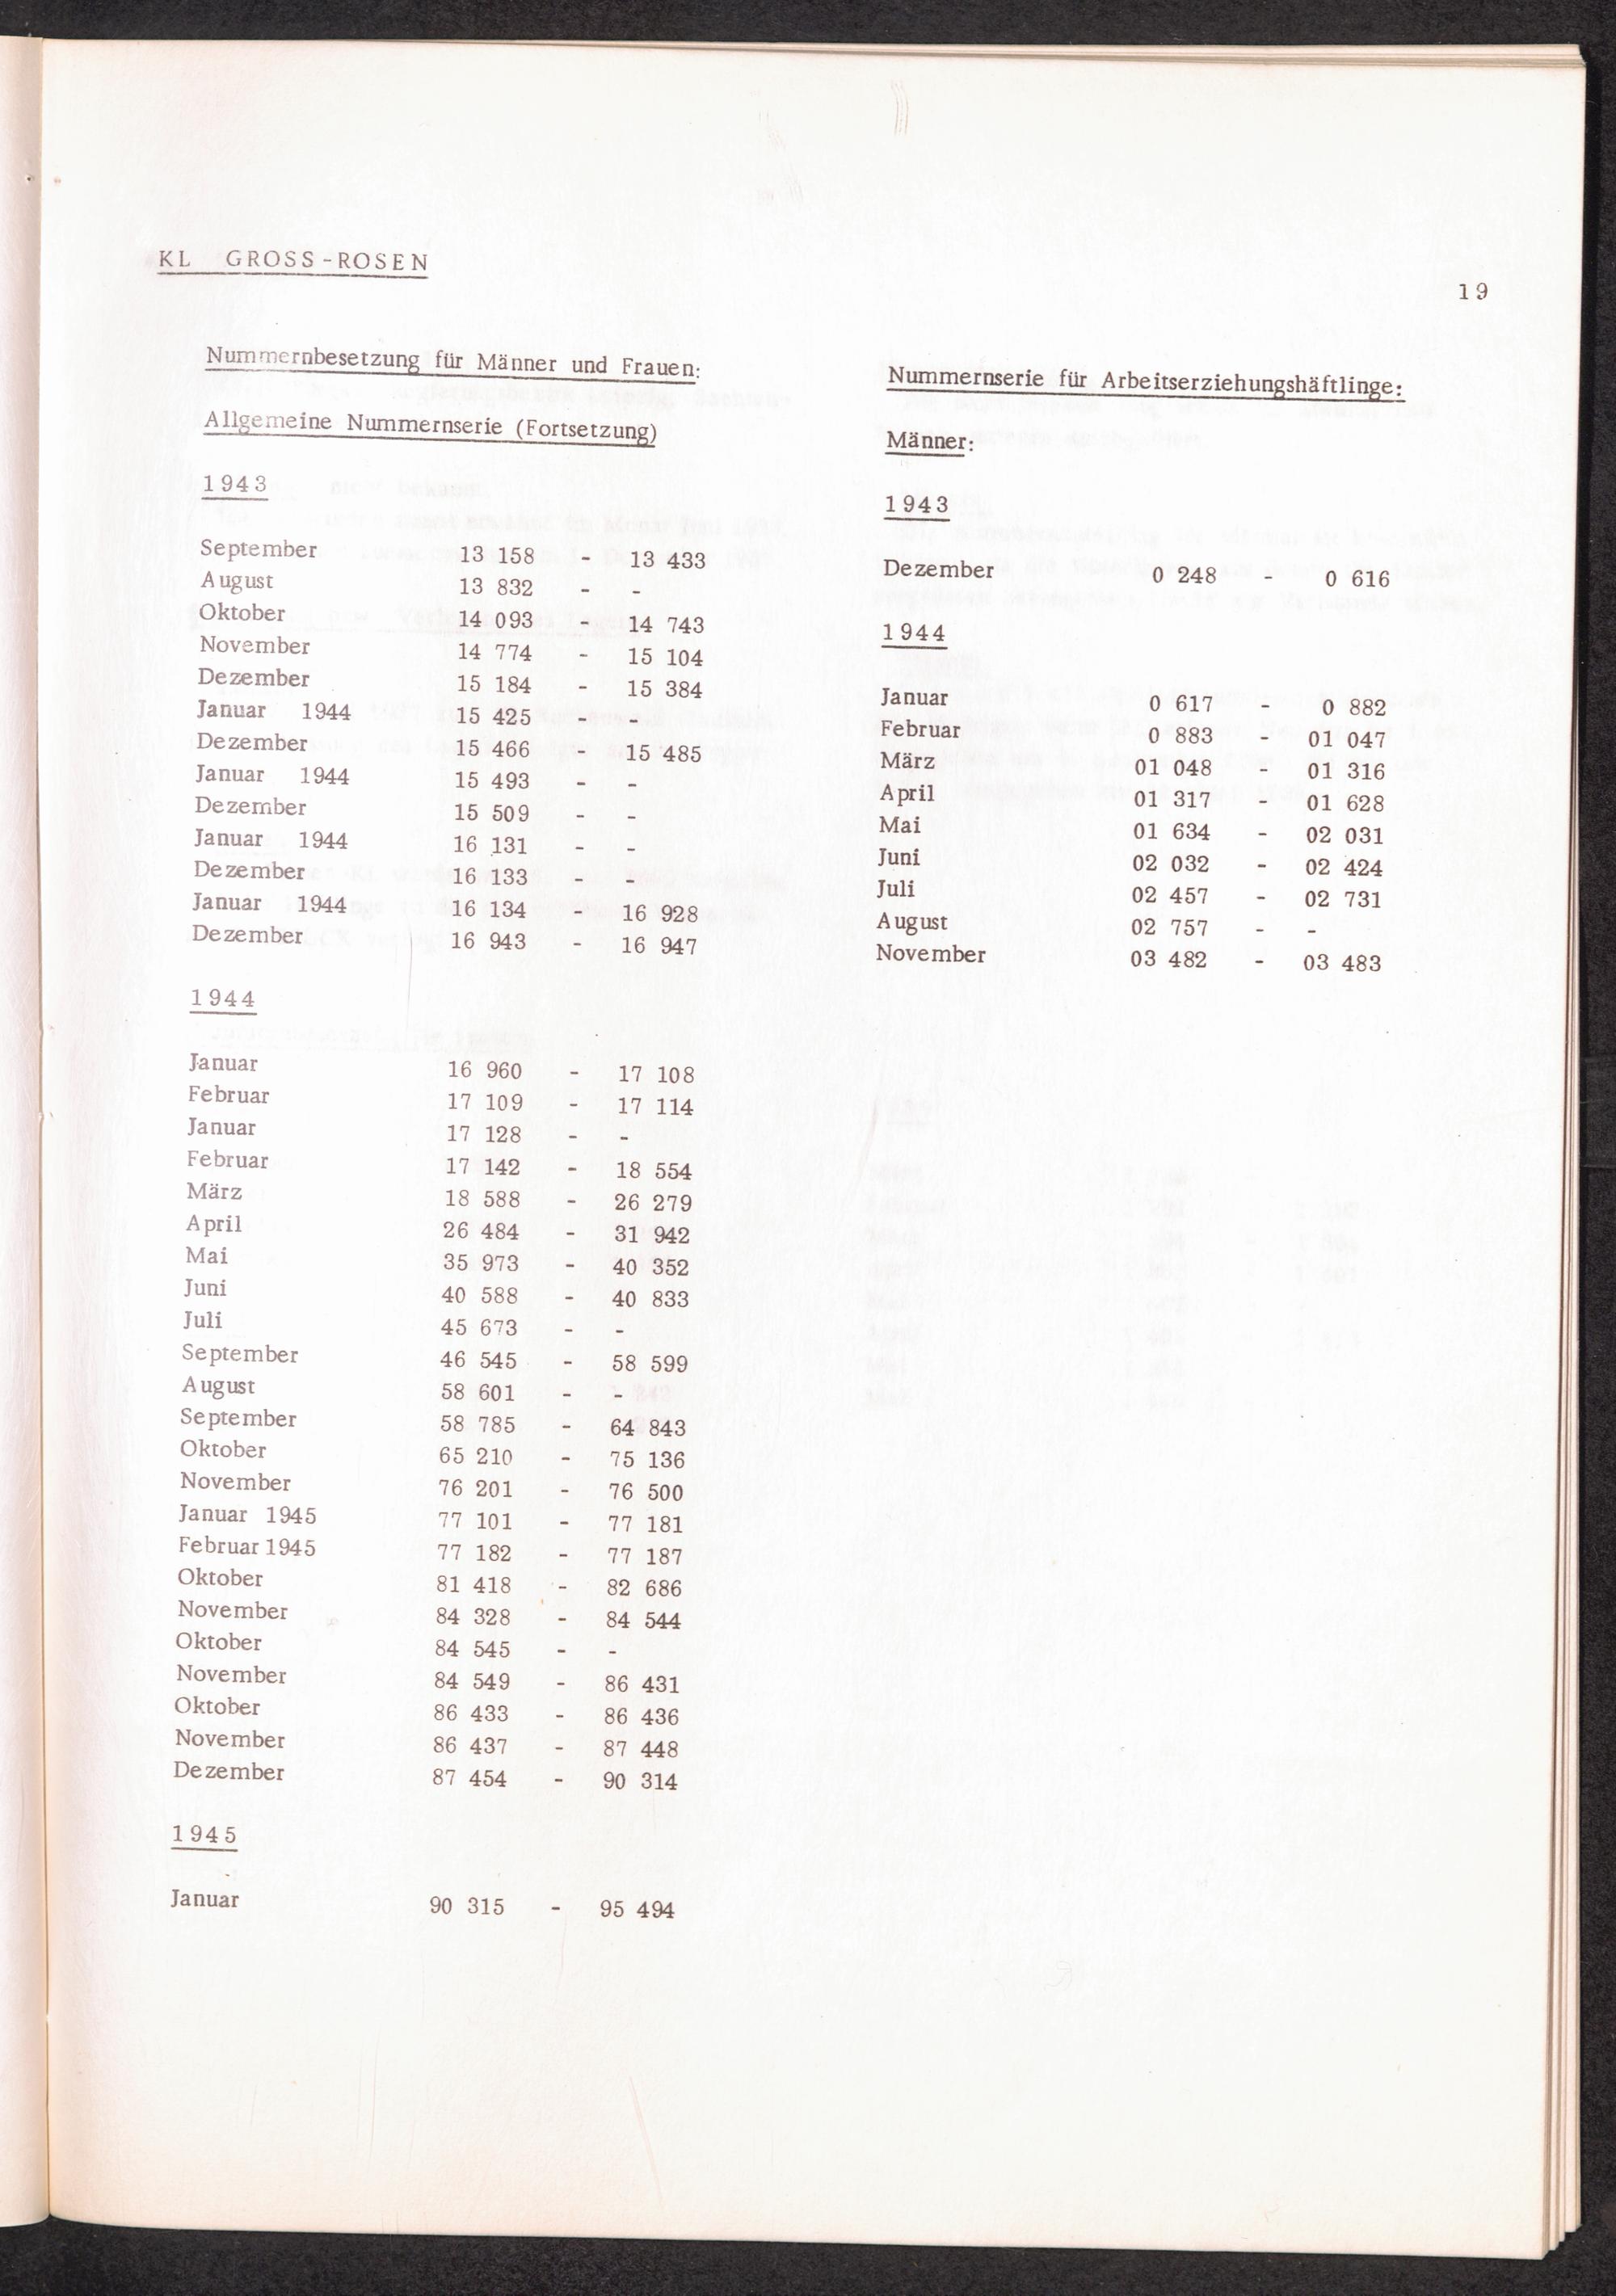 KL GROSS-ROSEN
19
Nummernbesetzung für Männer und Frauen:
Allgemeine Nummernserie (Fortsetzung)
1943
September 13 158 - 13 433
August 13 832 - -
Oktober 14 093 - 14 743
November 14 774 - 15 104
Dezember 15 184 - 15 384
Januar 1944 15 425 - -
Dezember 15 466 - 15 485
Januar 1944 15 493 - -
Dezember 15 509 - -
Januar 1944 16 131 - -
Dezember 16 133 - -
Januar 1944 16 134 - 16 928
Dezember 16 943 - 16 947
1944
Januar 16 960 - 17 108
Februar 17 109 - 17 114
Januar 17 128 - -
Februar 17 142 - 18 554
März 18 588 - 26 279
April 26 484 - 31 942
Mai 35 973 - 40 352
Juni 40 588 - 40 833
Juli 45 673 - -
September 46 545 - 58 599
August 58 601 - -
September 58 785 - 64 843
Oktober 65 210 - 75 136
November 76 201 - 76 500
Januar 1945 77 101 - 77 181
Februar 1945 77 182 - 77 187
Oktober 81 418 - 82 686
November 84 328 - 84 544
Oktober 84 545 - -
November 84 549 - 86 431
Oktober 86 433 - 86 436
November 86 437 - 87 448
Dezember 87 454 - 90 314
1945
Januar 90 315 - 95 494
Nummernserie für Arbeitserziehungshäftlinge:
Männer:
1943
Dezember 0 248 - 0 616
1944
Januar 0 617 - 0 882
Februar 0 883 - 01 047
März 01 048 - 01 316
April 01 317 - 01 628
Mai 01 634 - 02 031
Juni 02 032 - 02 424
Juli 02 457 - 02 731
August 02 757 - -
November 03 482 - 03 483